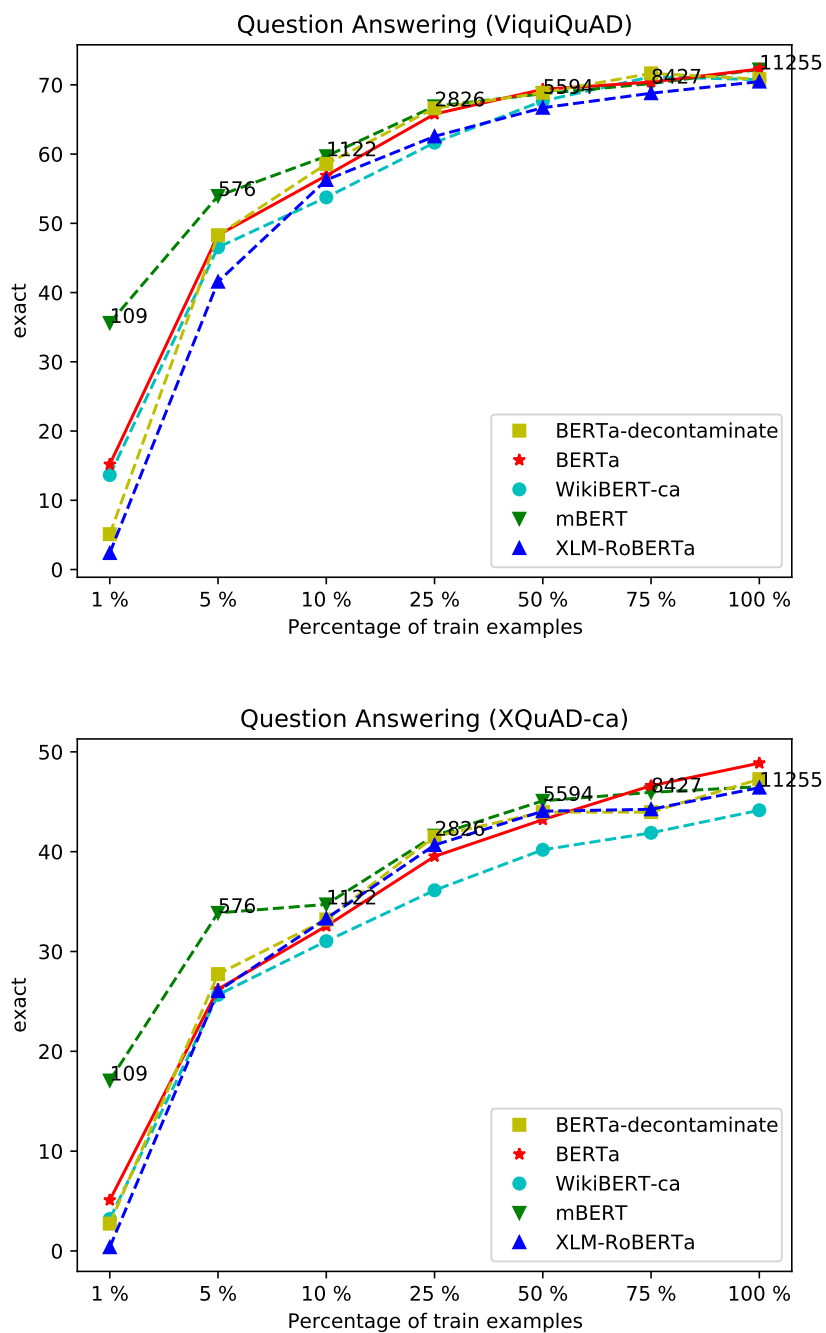 Question Answering (ViquiQuAD)
70
60
50
40
30
20
10
0
exact
109
576
1122
2826
5594
8427
11255
BERTa-decontaminate
BERTa
WikiBERT-ca
mBERT
XLM-RoBERTa
1 %
5 %
10 %
25 %
50 %
75 %
100 %
Percentage of train examples
Question Answering (XQuAD-ca)
50
40
30
20
10
0
exact
109
576
1122
2826
5594
8427
11255
BERTa-decontaminate
BERTa
WikiBERT-ca
mBERT
XLM-RoBERTa
1 %
5 %
10 %
25 %
50 %
75 %
100 %
Percentage of train examples